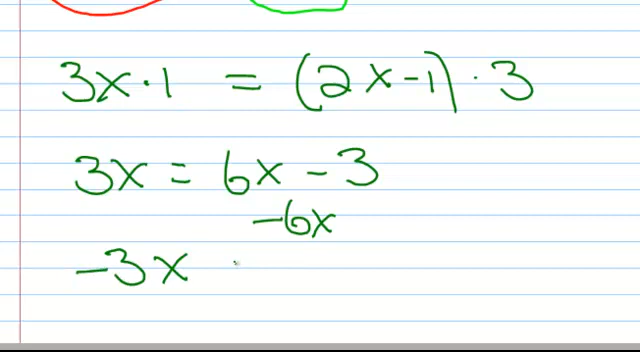 3x·1 = (2x-1)·3
3x = 6x - 3
-6x
-3x